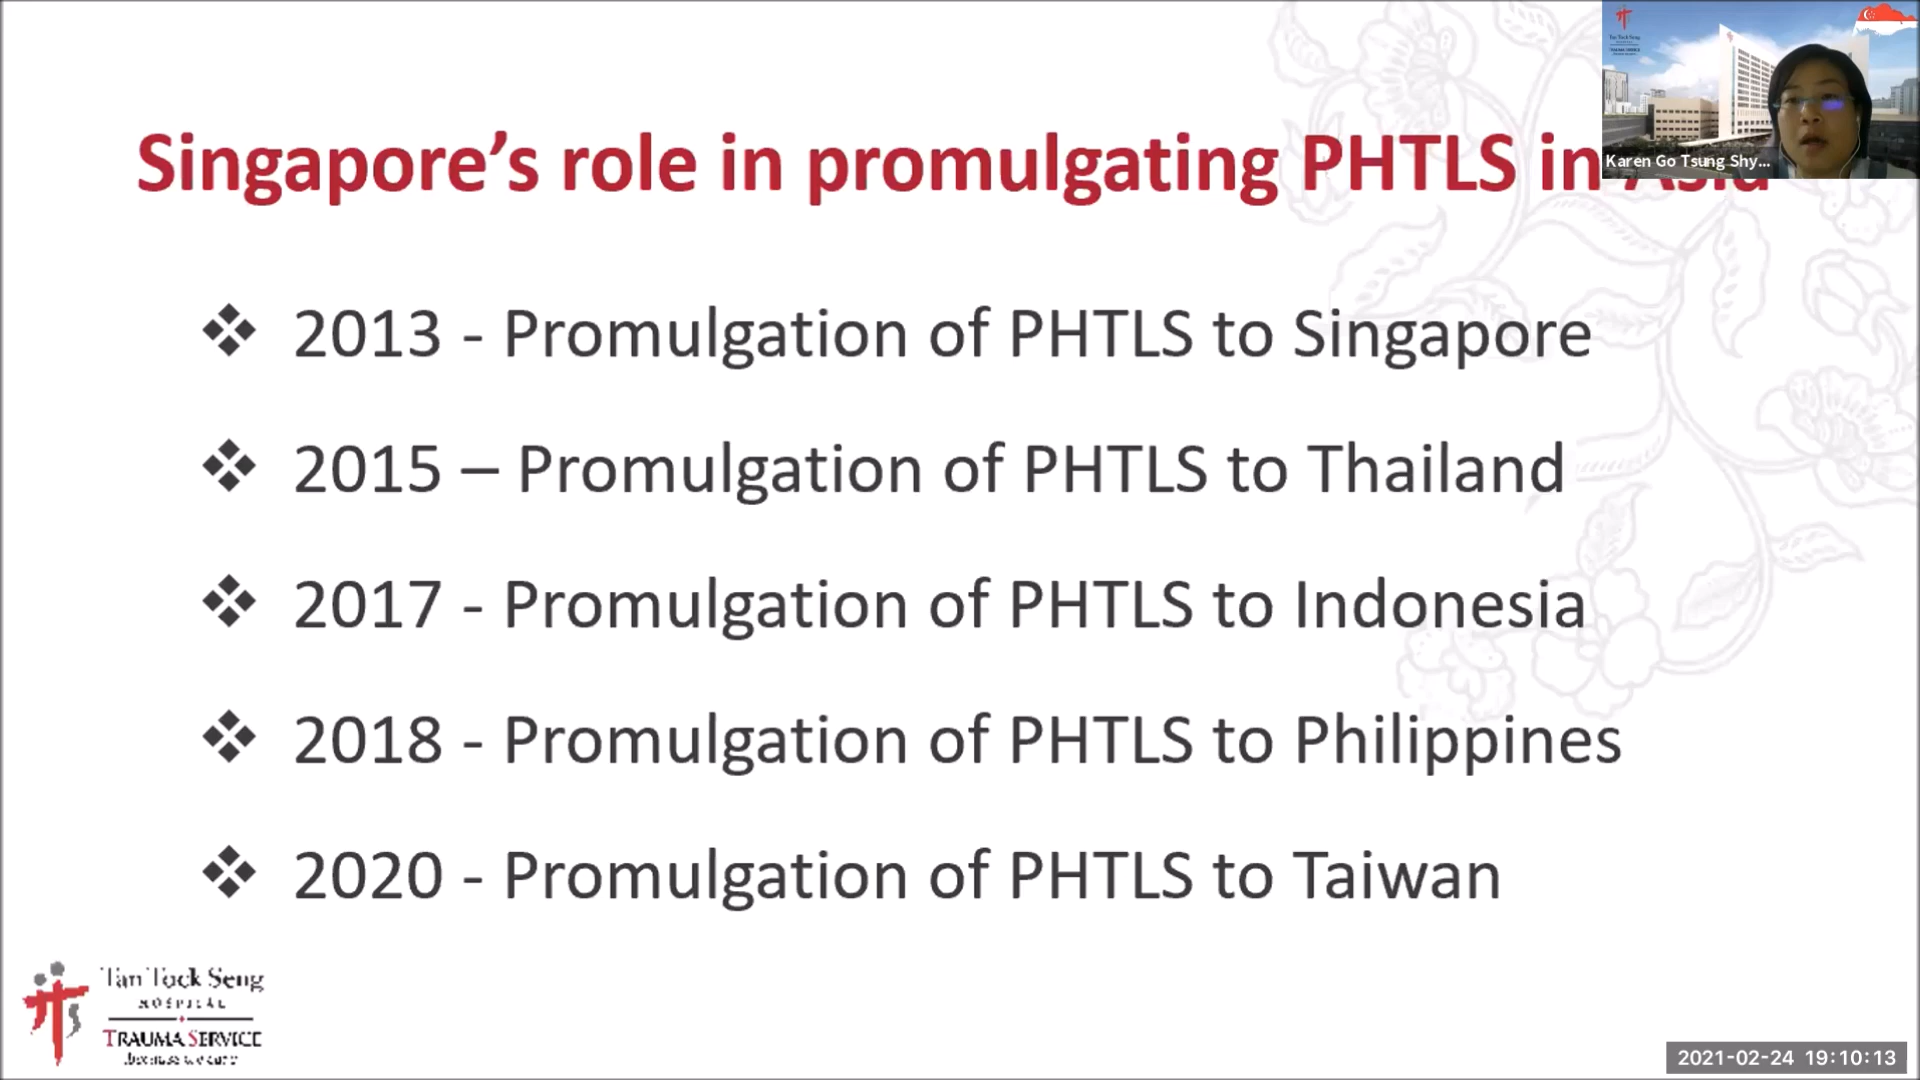 Singapore's role in promulgating PHTLS in Asia
Karen Go Tsung Shy...
❖ 2013 - Promulgation of PHTLS to Singapore
❖ 2015 – Promulgation of PHTLS to Thailand
❖ 2017 - Promulgation of PHTLS to Indonesia
❖ 2018 - Promulgation of PHTLS to Philippines
❖ 2020 - Promulgation of PHTLS to Taiwan
Tan Tock Seng
HOSPITAL
TRAUMA SERVICE
2021-02-24 19:10:13